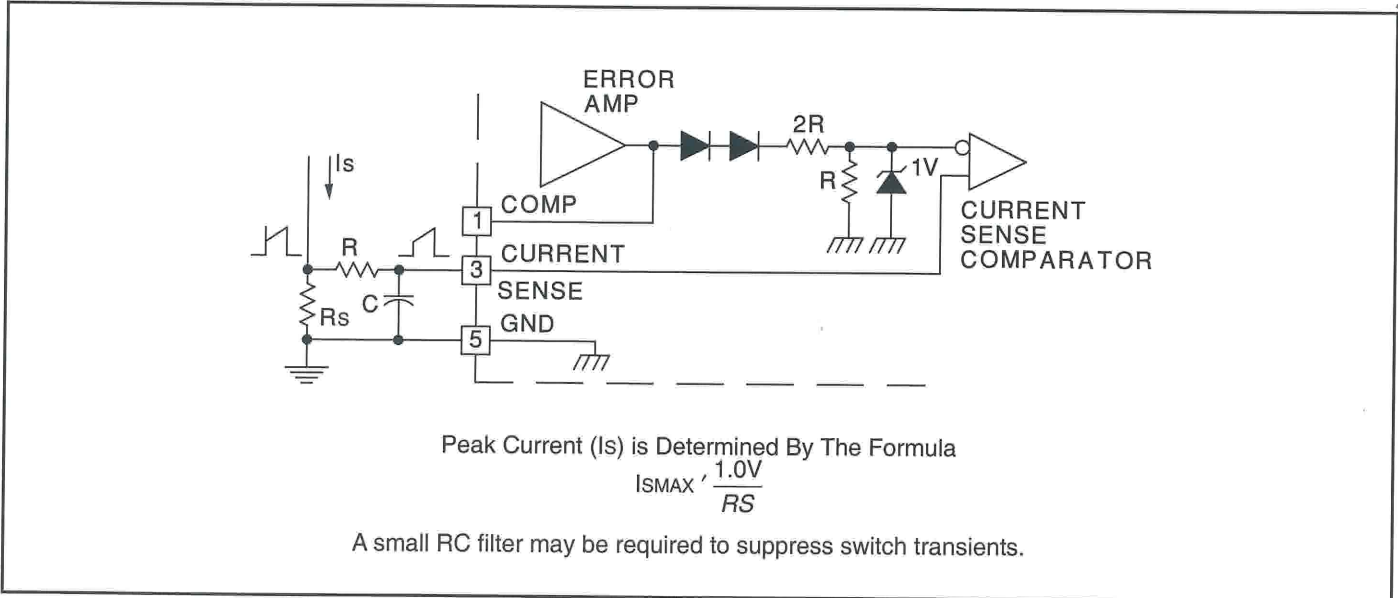 ERROR
AMP
2R
Is
R
1V
1
COMP
CURRENT
SENSE
COMPARATOR
R
3
CURRENT
SENSE
C
Rs
5
GND
Peak Current (Is) is Determined By The Formula
ISMAX ′ 1.0V
RS
A small RC filter may be required to suppress switch transients.